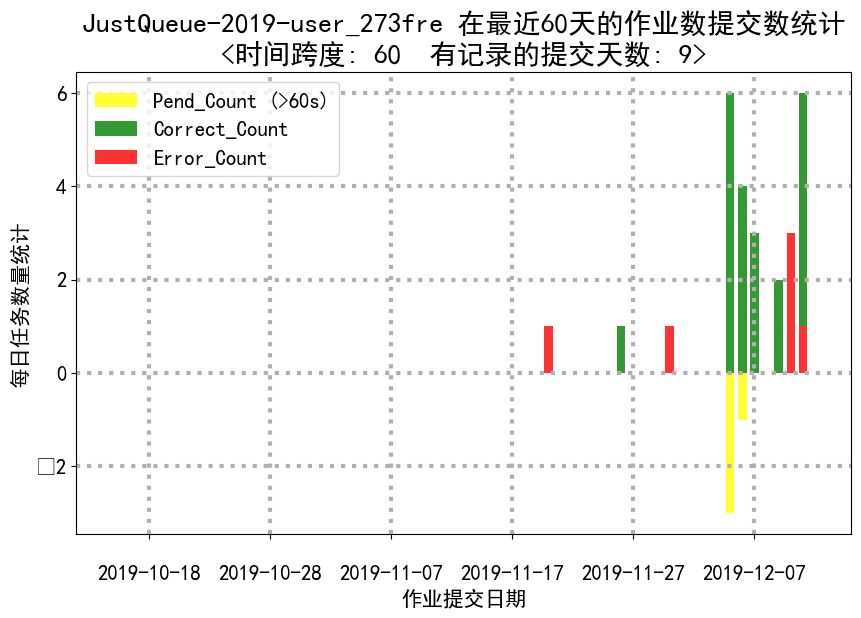 JustQueue-2019-user_273fre 在最近60天的作业数提交数统计
<时间跨度: 60  有记录的提交天数: 9>
Pend_Count (>60s)
Correct_Count
Error_Count
6
4
2
0
□2
每日任务数量统计
2019-10-18 2019-10-28 2019-11-07 2019-11-17 2019-11-27 2019-12-07
作业提交日期